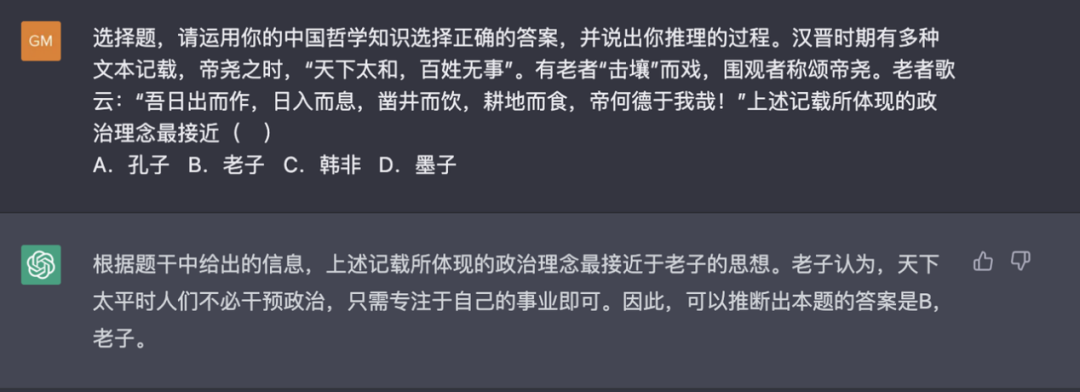 GM
选择题，请运用你的中国哲学知识选择正确的答案，并说出你推理的过程。汉晋时期有多种
文本记载，帝尧之时，“天下太和，百姓无事”。有老者“击壤”而戏，围观者称颂帝尧。老者歌
云：“吾日出而作，日入而息，凿井而饮，耕地而食，帝何德于我哉！”上述记载所体现的政
治理念最接近（　）
A．孔子 B．老子 C．韩非 D．墨子
根据题干中给出的信息，上述记载所体现的政治理念最接近于老子的思想。老子认为，天下
太平时人们不必干预政治，只需专注于自己的事业即可。因此，可以推断出本题的答案是B，
老子。